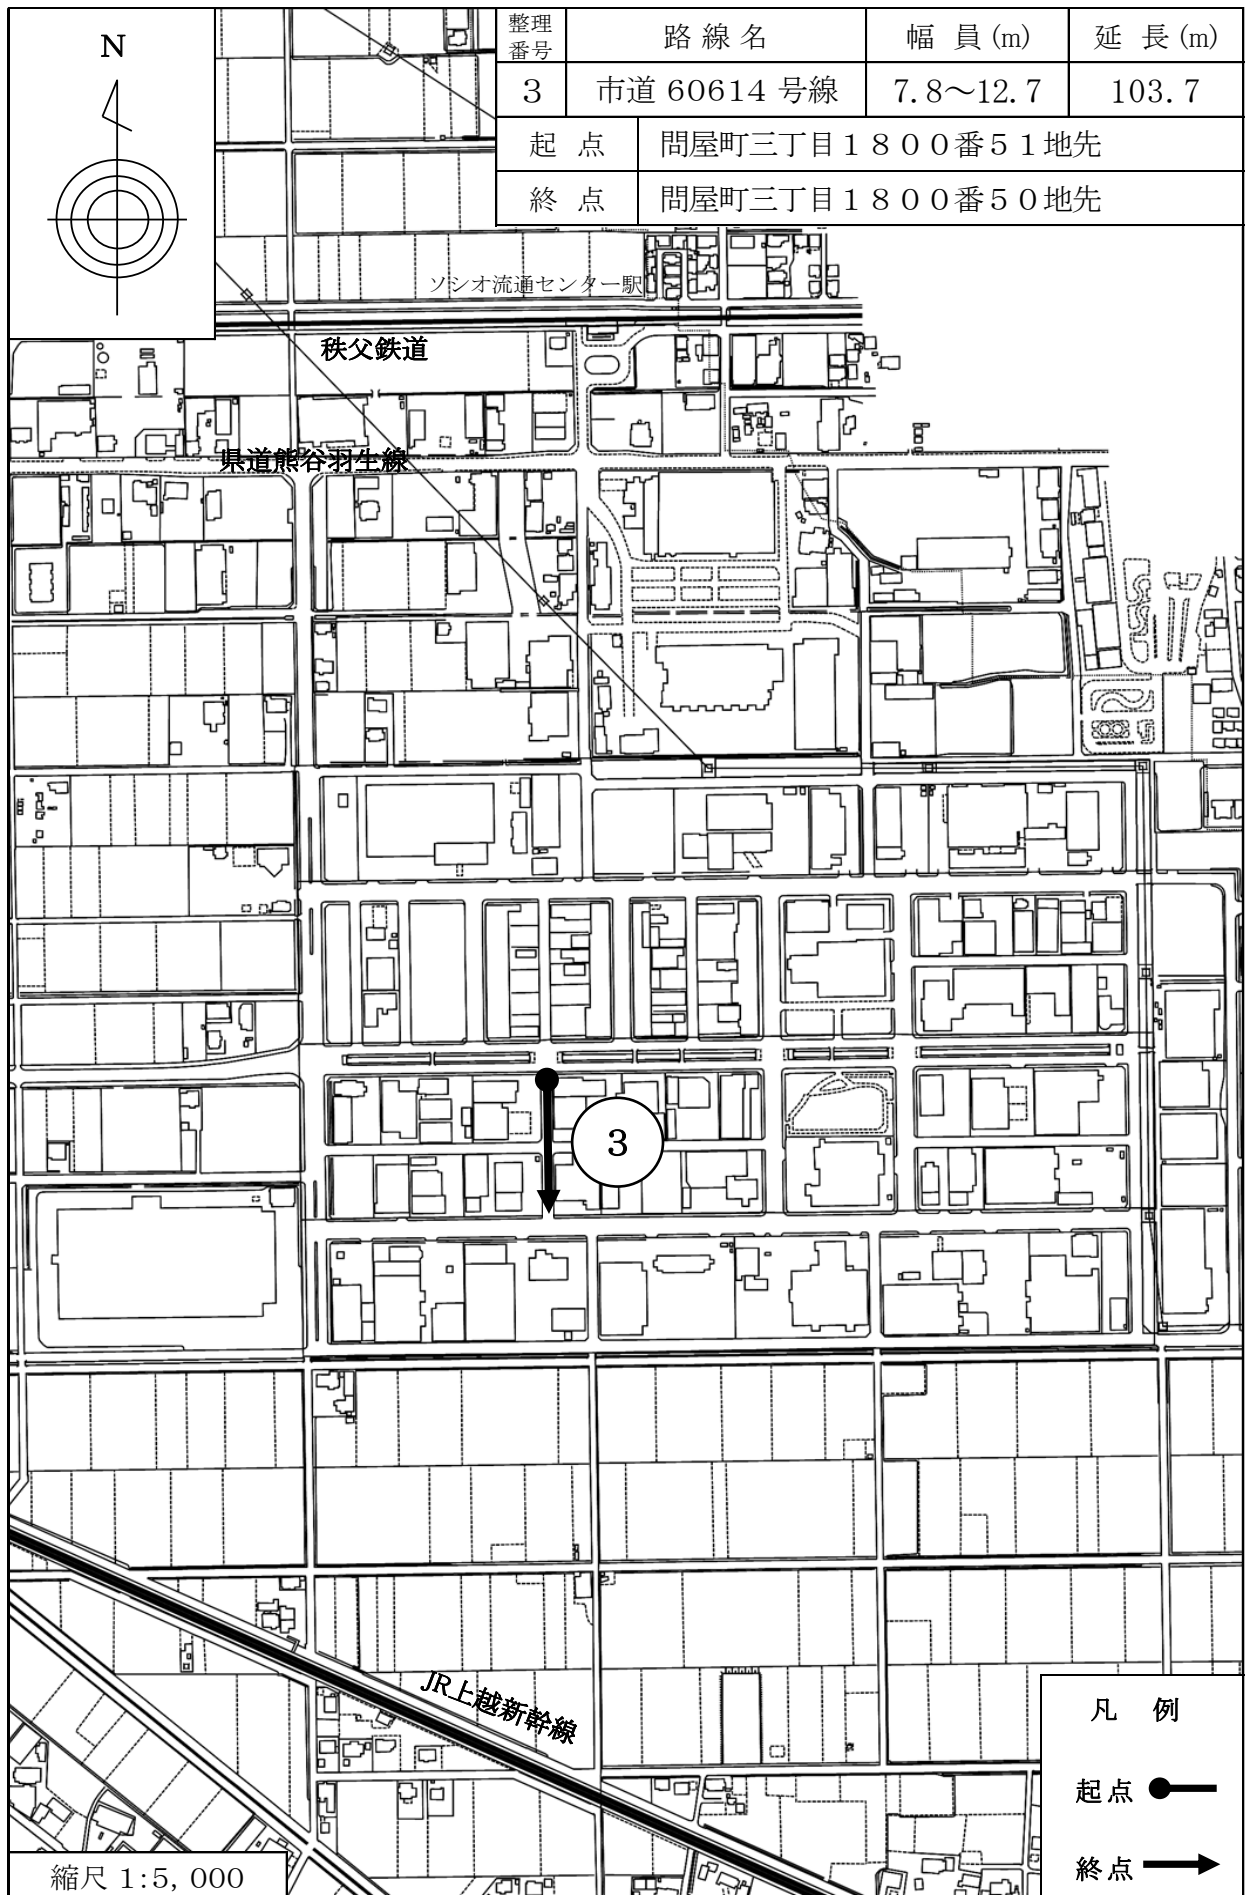 N
整理番号 路線名 幅員(m) 延長(m)
3 市道60614号線 7.8～12.7 103.7
起点 問屋町三丁目1800番51地先
終点 問屋町三丁目1800番50地先
ソシオ流通センター駅
秩父鉄道
県道熊谷羽生線
3
JR上越新幹線
凡例
起点
終点
縮尺 1:5,000